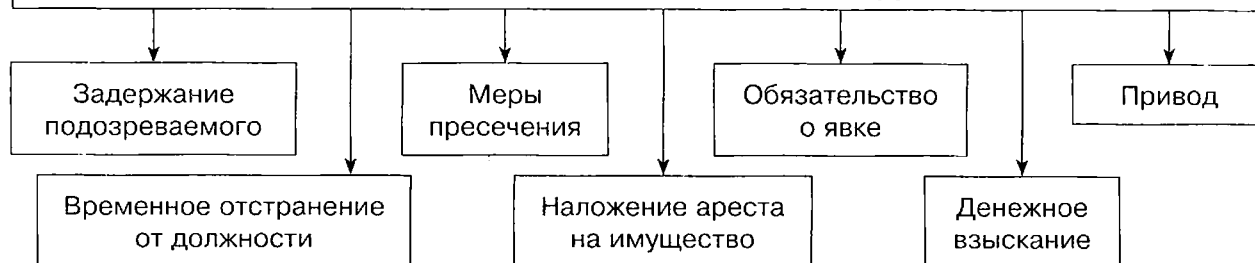 Задержание
подозреваемого
Меры
пресечения
Обязательство
о явке
Привод
Временное отстранение
от должности
Наложение ареста
на имущество
Денежное
взыскание